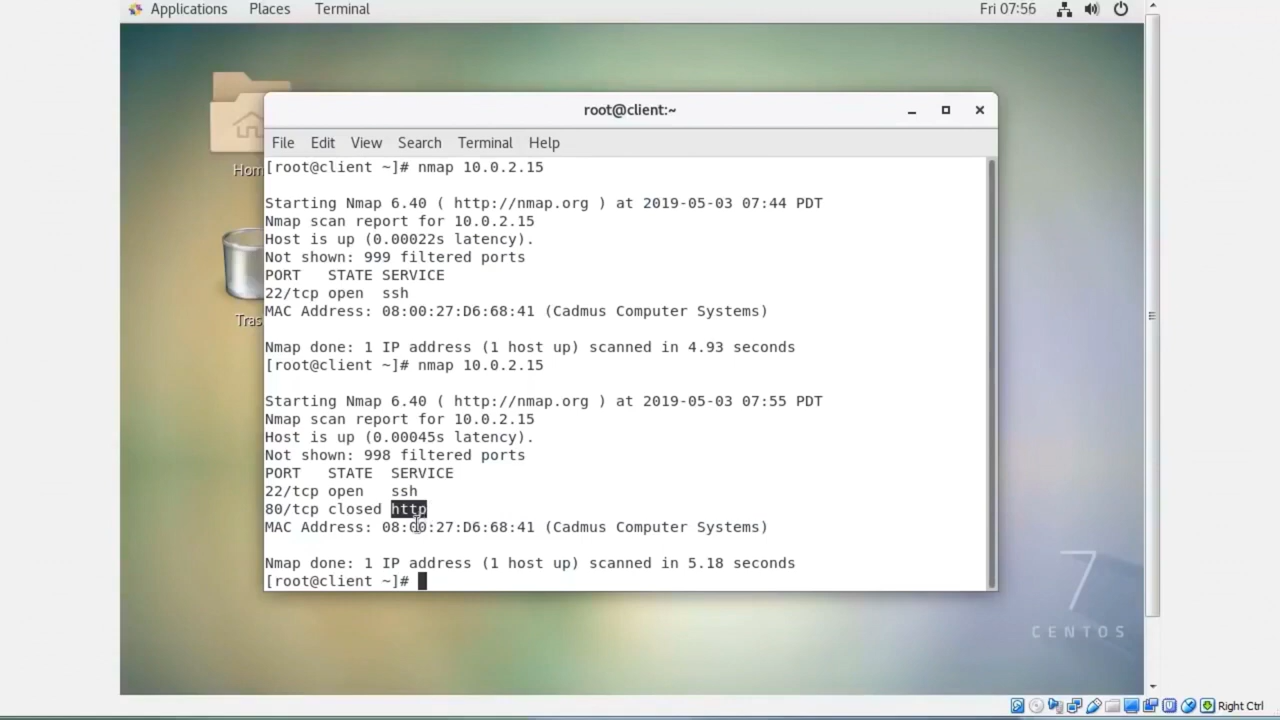 Applications Places Terminal Fri 07:56
root@client:~
File Edit View Search Terminal Help
[root@client ~]# nmap 10.0.2.15
Starting Nmap 6.40 ( http://nmap.org ) at 2019-05-03 07:44 PDT
Nmap scan report for 10.0.2.15
Host is up (0.00022s latency).
Not shown: 999 filtered ports
PORT   STATE SERVICE
22/tcp open  ssh
MAC Address: 08:00:27:D6:68:41 (Cadmus Computer Systems)
Nmap done: 1 IP address (1 host up) scanned in 4.93 seconds
[root@client ~]# nmap 10.0.2.15
Starting Nmap 6.40 ( http://nmap.org ) at 2019-05-03 07:55 PDT
Nmap scan report for 10.0.2.15
Host is up (0.00045s latency).
Not shown: 998 filtered ports
PORT   STATE  SERVICE
22/tcp open   ssh
80/tcp closed http
MAC Address: 08:00:27:D6:68:41 (Cadmus Computer Systems)
Nmap done: 1 IP address (1 host up) scanned in 5.18 seconds
[root@client ~]#
Hom
Tras
7
CENTOS
Right Ctrl